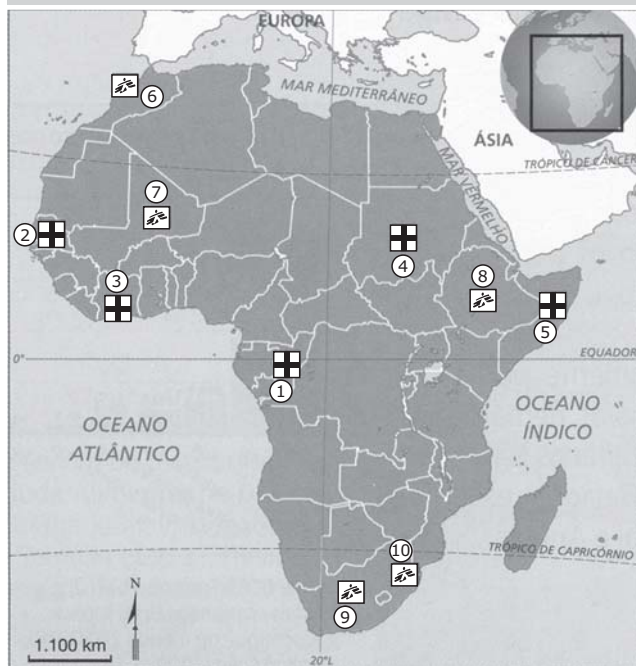 EUROPA
MAR MEDITERRÂNEO
6
ÁSIA
TRÓPICO DE CÂNCER
MAR VERMELHO
7
2
3
4
8
5
0°
EQUADOR
1
OCEANO
ATLÂNTICO
OCEANO
ÍNDICO
10
TRÓPICO DE CAPRICÓRNIO
9
N
1.100 km
20°L